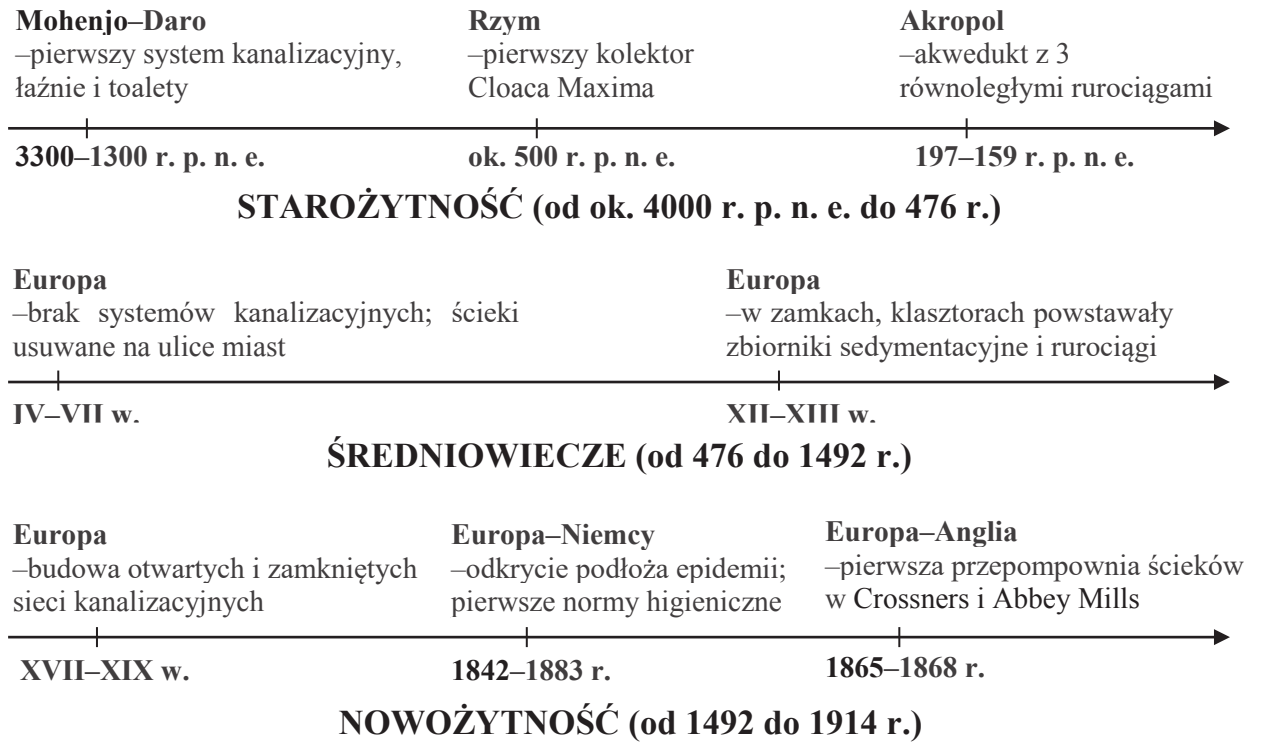 Mohenjo–Daro
–pierwszy system kanalizacyjny,
łaźnie i toalety
Rzym
–pierwszy kolektor
Cloaca Maxima
Akropol
–akwedukt z 3
równoległymi rurociągami
3300–1300 r. p. n. e.
ok. 500 r. p. n. e.
197–159 r. p. n. e.
STAROŻYTNOŚĆ (od ok. 4000 r. p. n. e. do 476 r.)
Europa
–brak systemów kanalizacyjnych; ścieki
usuwane na ulice miast
Europa
–w zamkach, klasztorach powstawały
zbiorniki sedymentacyjne i rurociągi
IV–VII w.
XII–XIII w.
ŚREDNIOWIECZE (od 476 do 1492 r.)
Europa
–budowa otwartych i zamkniętych
sieci kanalizacyjnych
Europa–Niemcy
–odkrycie podłoża epidemii;
pierwsze normy higieniczne
Europa–Anglia
–pierwsza przepompownia ścieków
w Crossners i Abbey Mills
XVII–XIX w.
1842–1883 r.
1865–1868 r.
NOWOŻYTNOŚĆ (od 1492 do 1914 r.)